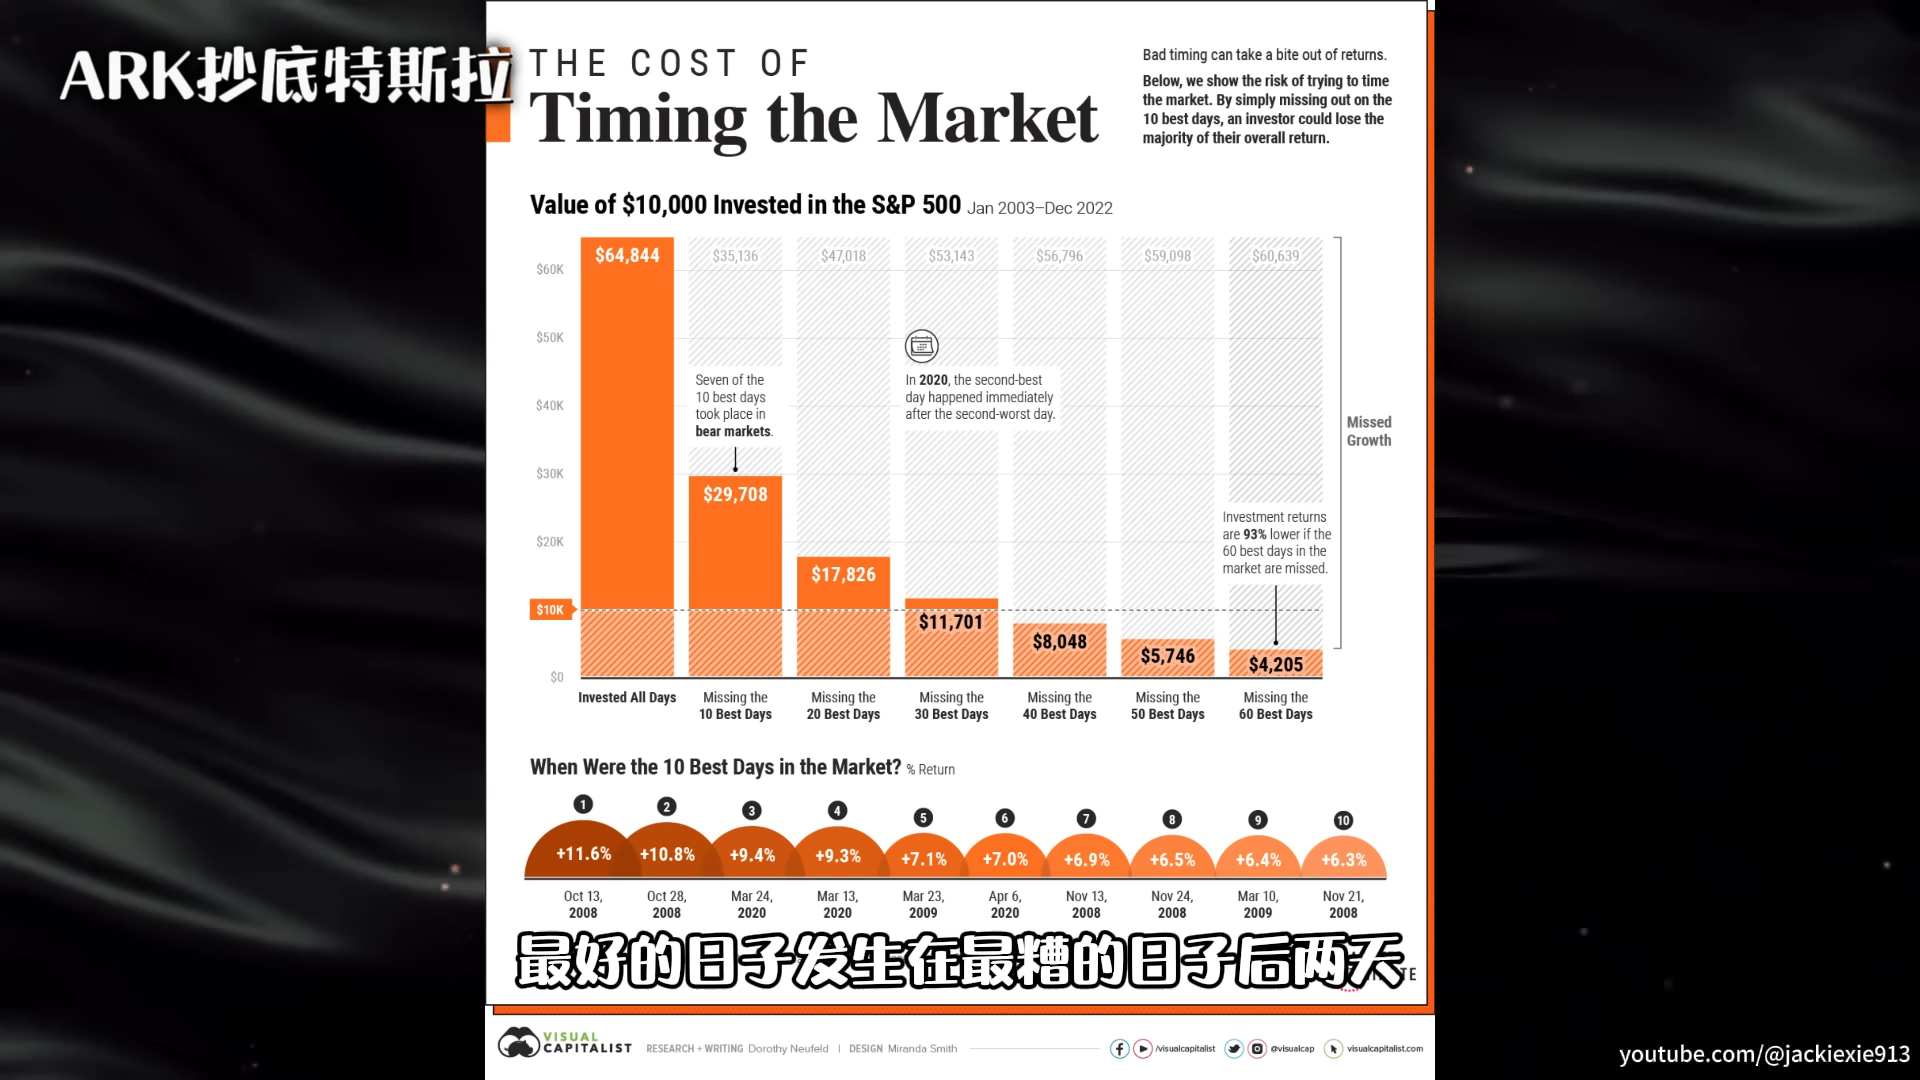 ARK抄底特斯拉
THE COST OF
Timing the Market
Bad timing can take a bite out of returns.
Below, we show the risk of trying to time
the market. By simply missing out on the
10 best days, an investor could lose the
majority of their overall return.
Value of $10,000 Invested in the S&P 500 Jan 2003–Dec 2022
$64,844 $35,136 $47,018 $53,143 $56,796 $59,098 $60,639
$60K
$50K
$40K
$30K
$20K
$10K
$0
Seven of the
10 best days
took place in
bear markets.
In 2020, the second-best
day happened immediately
after the second-worst day.
Missed
Growth
Investment returns
are 93% lower if the
60 best days in the
market are missed.
$29,708
$17,826
$11,701
$8,048
$5,746
$4,205
Invested All Days
Missing the
10 Best Days
Missing the
20 Best Days
Missing the
30 Best Days
Missing the
40 Best Days
Missing the
50 Best Days
Missing the
60 Best Days
When Were the 10 Best Days in the Market? % Return
1 2 3 4 5 6 7 8 9 10
+11.6% +10.8% +9.4% +9.3% +7.1% +7.0% +6.9% +6.5% +6.4% +6.3%
Oct 13, Oct 28, Mar 24, Mar 13, Mar 23, Apr 6, Nov 13, Nov 24, Mar 10, Nov 21,
2008 2008 2020 2020 2009 2020 2008 2008 2009 2008
最好的日子发生在最糟的日子后两天
VISUAL
CAPITALIST
RESEARCH + WRITING Dorothy Neufeld | DESIGN Miranda Smith
/visualcapitalist @visualcap visualcapitalist.com
youtube.com/@jackiexie913